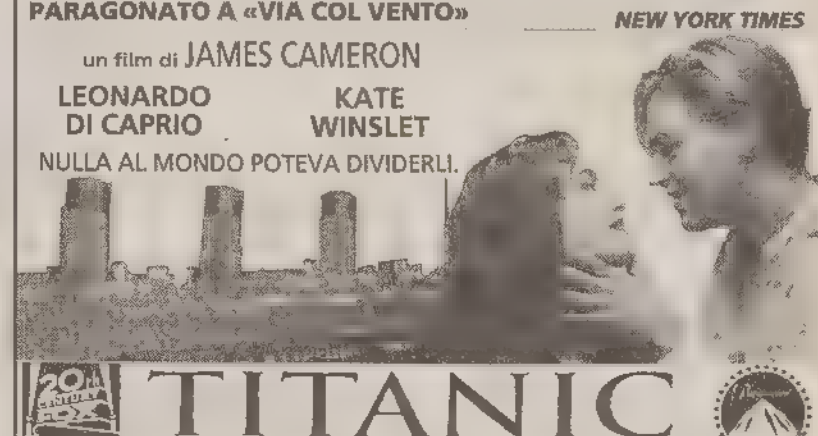 PARAGONATO A «VIA COL VENTO»
NEW YORK TIMES
un film di JAMES CAMERON
LEONARDO
DI CAPRIO
KATE
WINSLET
NULLA AL MONDO POTEVA DIVIDERLI.
20th
CENTURY
FOX
TITANIC
Paramount